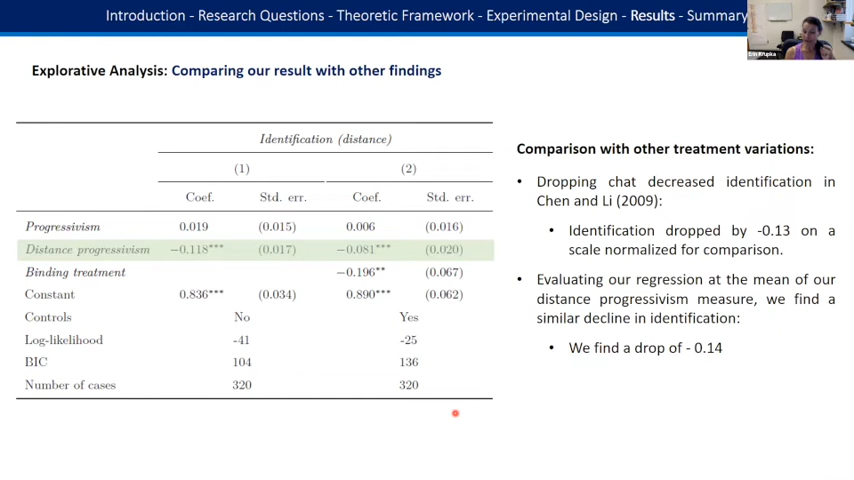 Introduction - Research Questions - Theoretic Framework - Experimental Design - Results - Summary
Erin Krupka
Explorative Analysis: Comparing our result with other findings
Identification (distance)
(1) (2)
Coef. Std. err. Coef. Std. err.
Progressivism 0.019 (0.015) 0.006 (0.016)
Distance progressivism −0.118*** (0.017) −0.081*** (0.020)
Binding treatment −0.196** (0.067)
Constant 0.836*** (0.034) 0.890*** (0.062)
Controls No Yes
Log-likelihood -41 -25
BIC 104 136
Number of cases 320 320
Comparison with other treatment variations:
• Dropping chat decreased identification in
Chen and Li (2009):
• Identification dropped by -0.13 on a
scale normalized for comparison.
• Evaluating our regression at the mean of our
distance progressivism measure, we find a
similar decline in identification:
• We find a drop of - 0.14